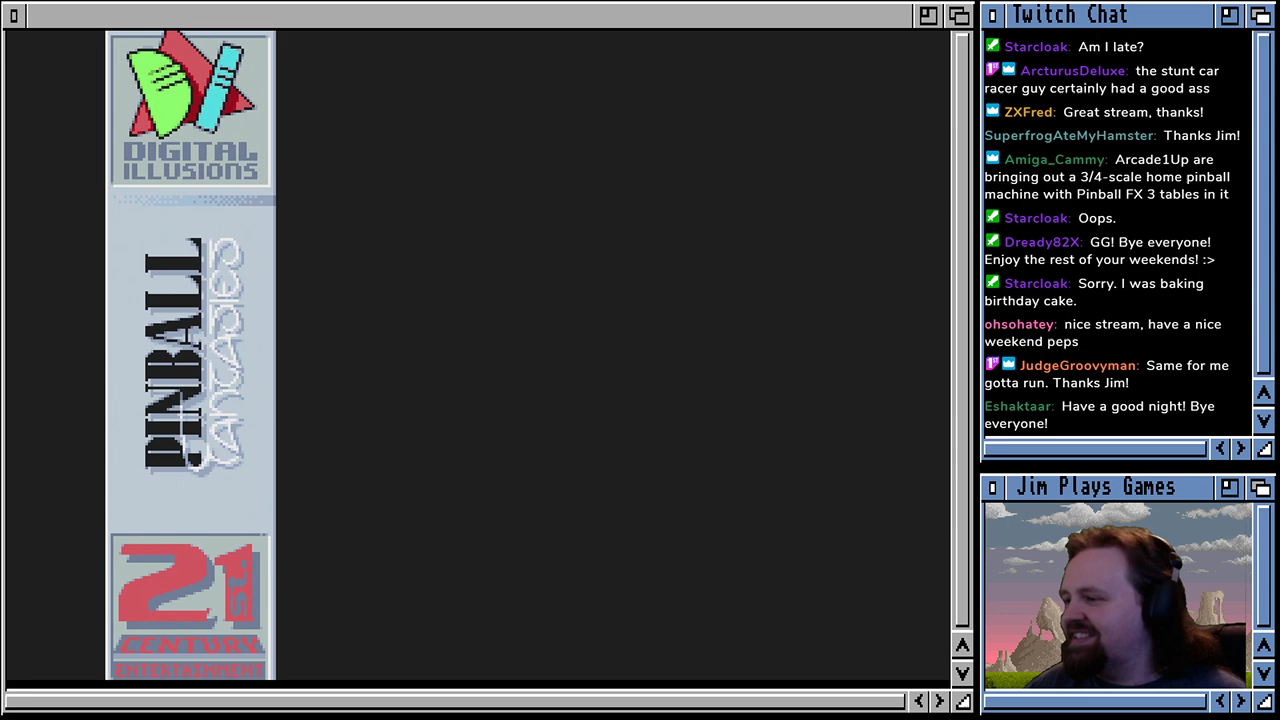 DIGITAL
ILLUSIONS
PINBALL
FANTASIES
21st
CENTURY
ENTERTAINMENT
Twitch Chat
Starcloak: Am I late?
ArcturusDeluxe: the stunt car
racer guy certainly had a good ass
ZXFred: Great stream, thanks!
SuperfrogAteMyHamster: Thanks Jim!
Amiga_Cammy: Arcade1Up are
bringing out a 3/4-scale home pinball
machine with Pinball FX 3 tables in it
Starcloak: Oops.
Dready82X: GG! Bye everyone!
Enjoy the rest of your weekends! :>
Starcloak: Sorry. I was baking
birthday cake.
ohsohatey: nice stream, have a nice
weekend peps
JudgeGroovyman: Same for me
gotta run. Thanks Jim!
Eshaktaar: Have a good night! Bye
everyone!
Jim Plays Games